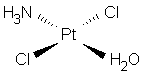 H3N Cl
Pt
Cl H2O